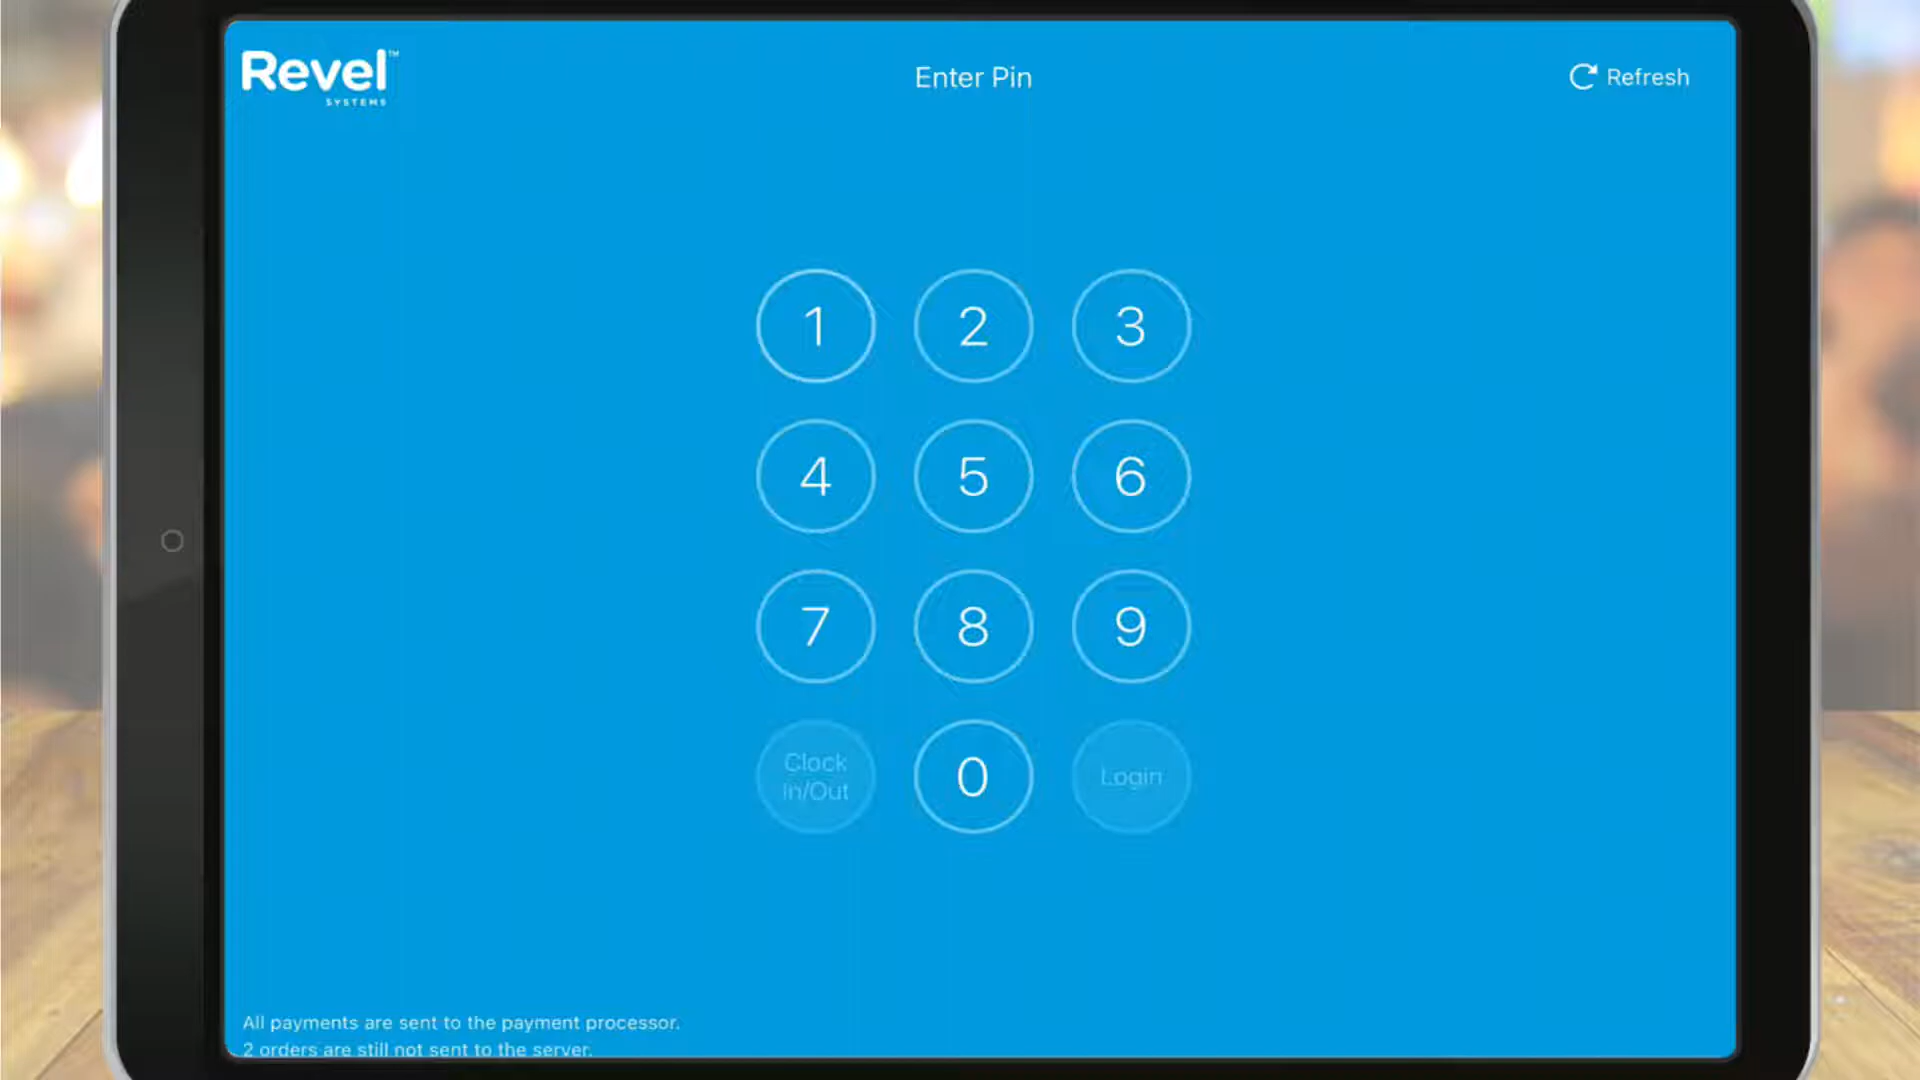 Revel™
SYSTEMS
Enter Pin
Refresh
1 2 3
4 5 6
7 8 9
Clock
In/Out
0
Login
All payments are sent to the payment processor.
2 orders are still not sent to the server.